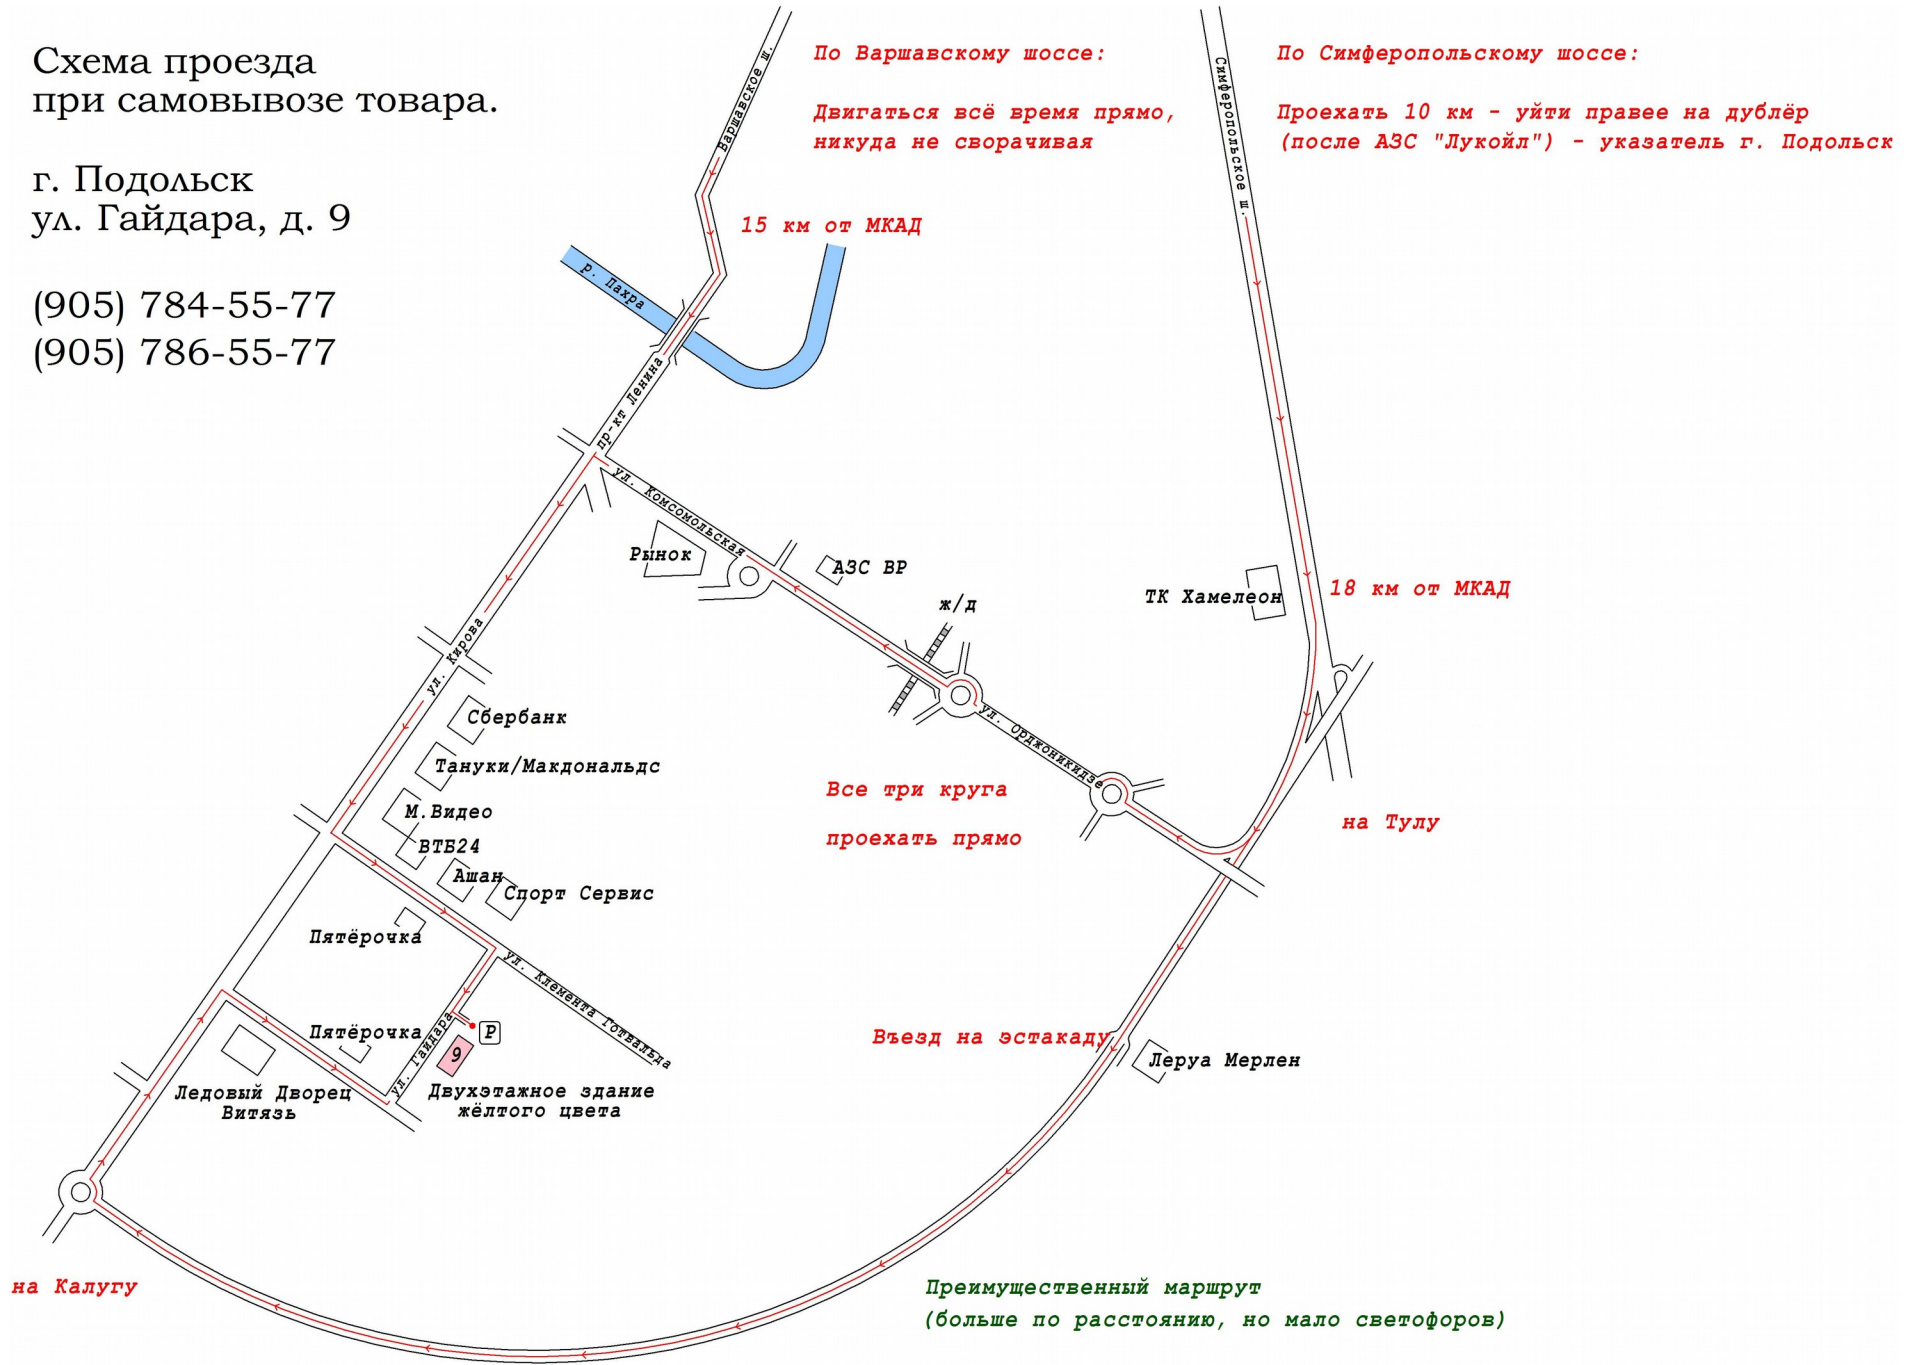 Схема проезда
при самовывозе товара.
г. Подольск
ул. Гайдара, д. 9
(905) 784-55-77
(905) 786-55-77
Варшавское ш.
По Варшавскому шоссе:
Двигаться всё время прямо,
никуда не сворачивая
15 км от МКАД
Симферопольское ш.
По Симферопольскому шоссе:
Проехать 10 км - уйти правее на дублёр
(после АЗС "Лукойл") - указатель г. Подольск
р. Пахра
пр-кт Ленина
ул. Комсомольская
Рынок
АЗС BP
ж/д
ТК Хамелеон
18 км от МКАД
ул. Кирова
Сбербанк
Тануки/Макдональдс
М.Видео
ВТБ24
Ашан
Спорт Сервис
ул. Орджоникидзе
Все три круга
проехать прямо
на Тулу
Пятёрочка
ул. Клемента Готвальда
Пятёрочка
ул. Гайдара
P
9
Двухэтажное здание
жёлтого цвета
Ледовый Дворец
Витязь
Въезд на эстакаду
Леруа Мерлен
на Калугу
Преимущественный маршрут
(больше по расстоянию, но мало светофоров)